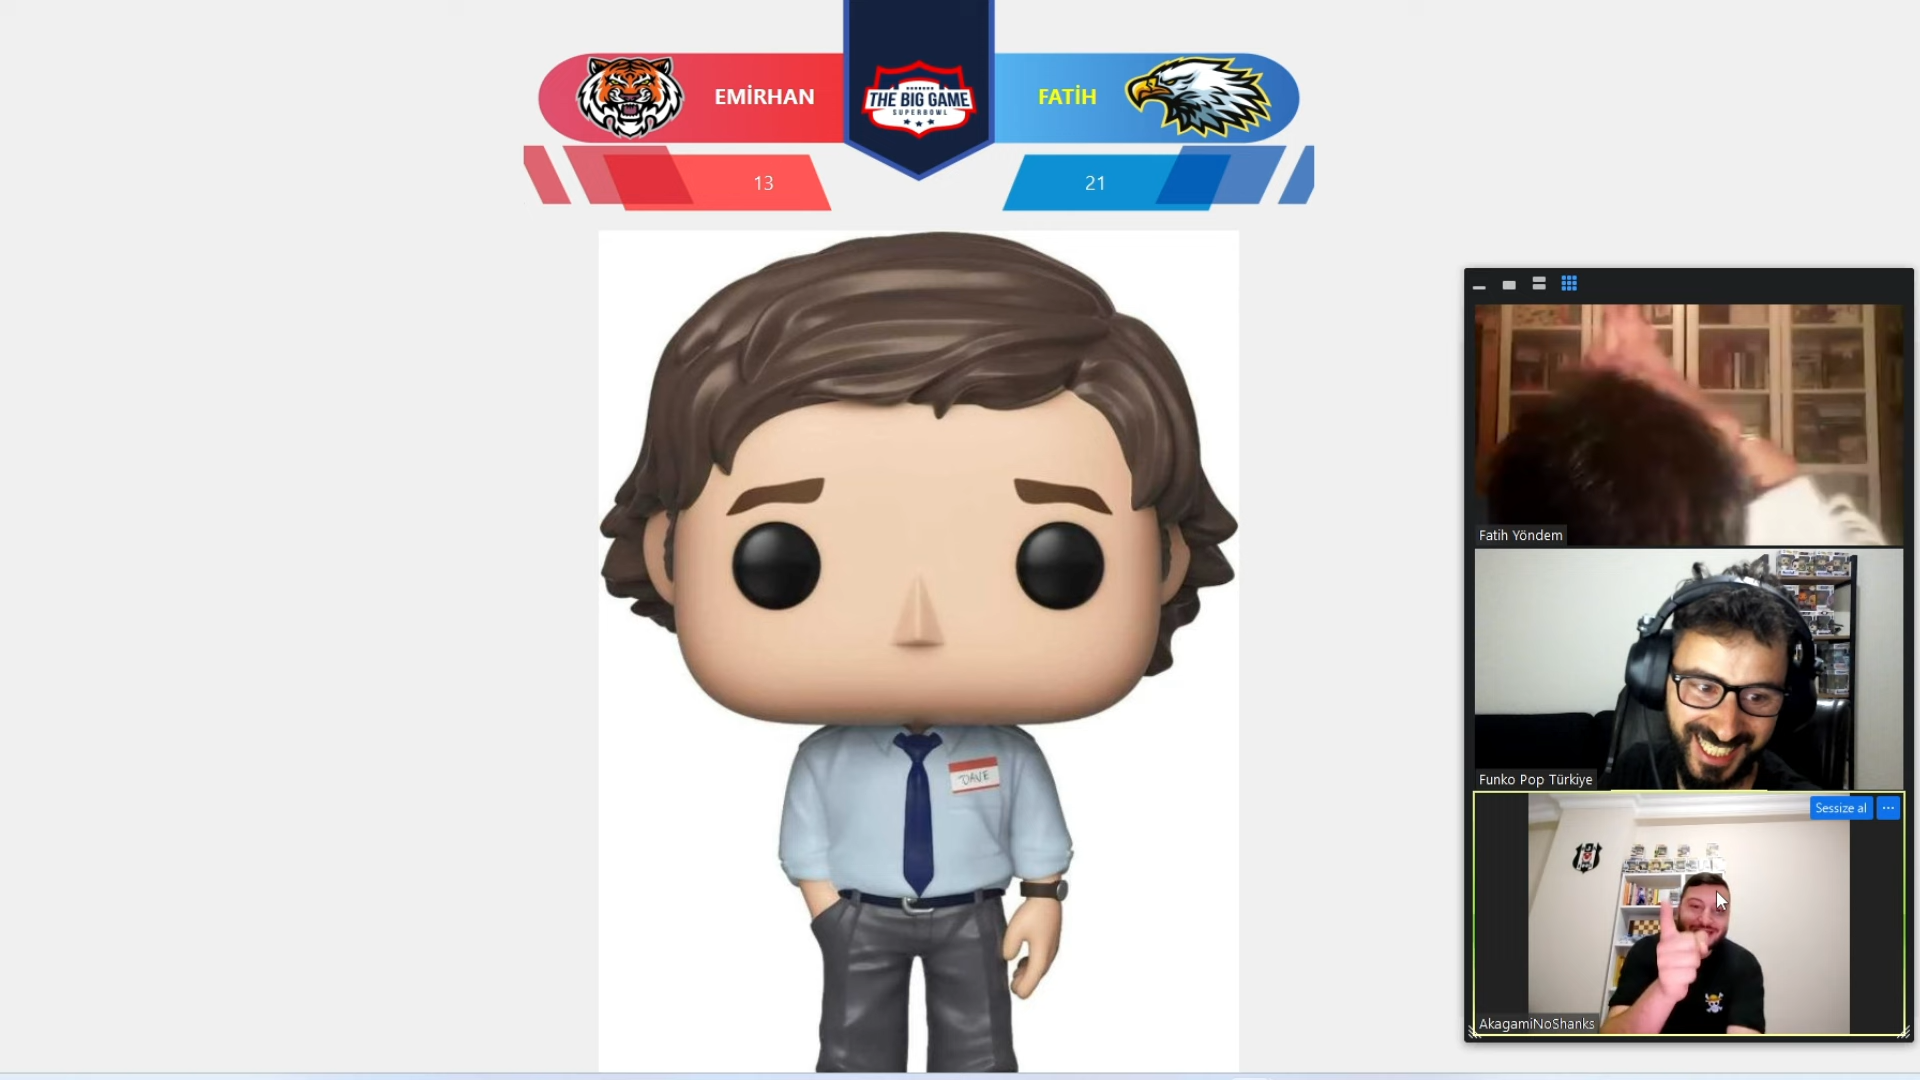 EMİRHAN
THE BIG GAME
SUPERBOWL
FATİH
13
21
DAVE
Fatih Yöndem
Funko Pop Türkiye
Sessize al
AkagamiNoShanks